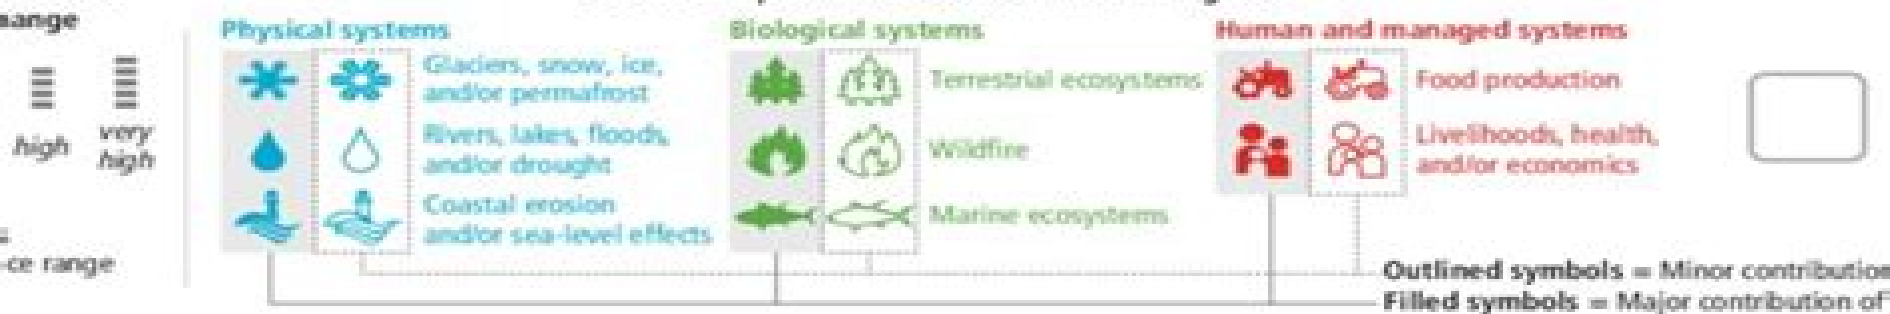 high
very
high
ce range
Physical systems
Glaciers, snow, ice,
and/or permafrost
Rivers, lakes, floods,
and/or drought
Coastal erosion
and/or sea-level effects
Biological systems
Terrestrial ecosystems
Wildfire
Marine ecosystems
Human and managed systems
Food production
Livelihoods, health,
and/or economics
Outlined symbols = Minor contribution
Filled symbols = Major contribution of